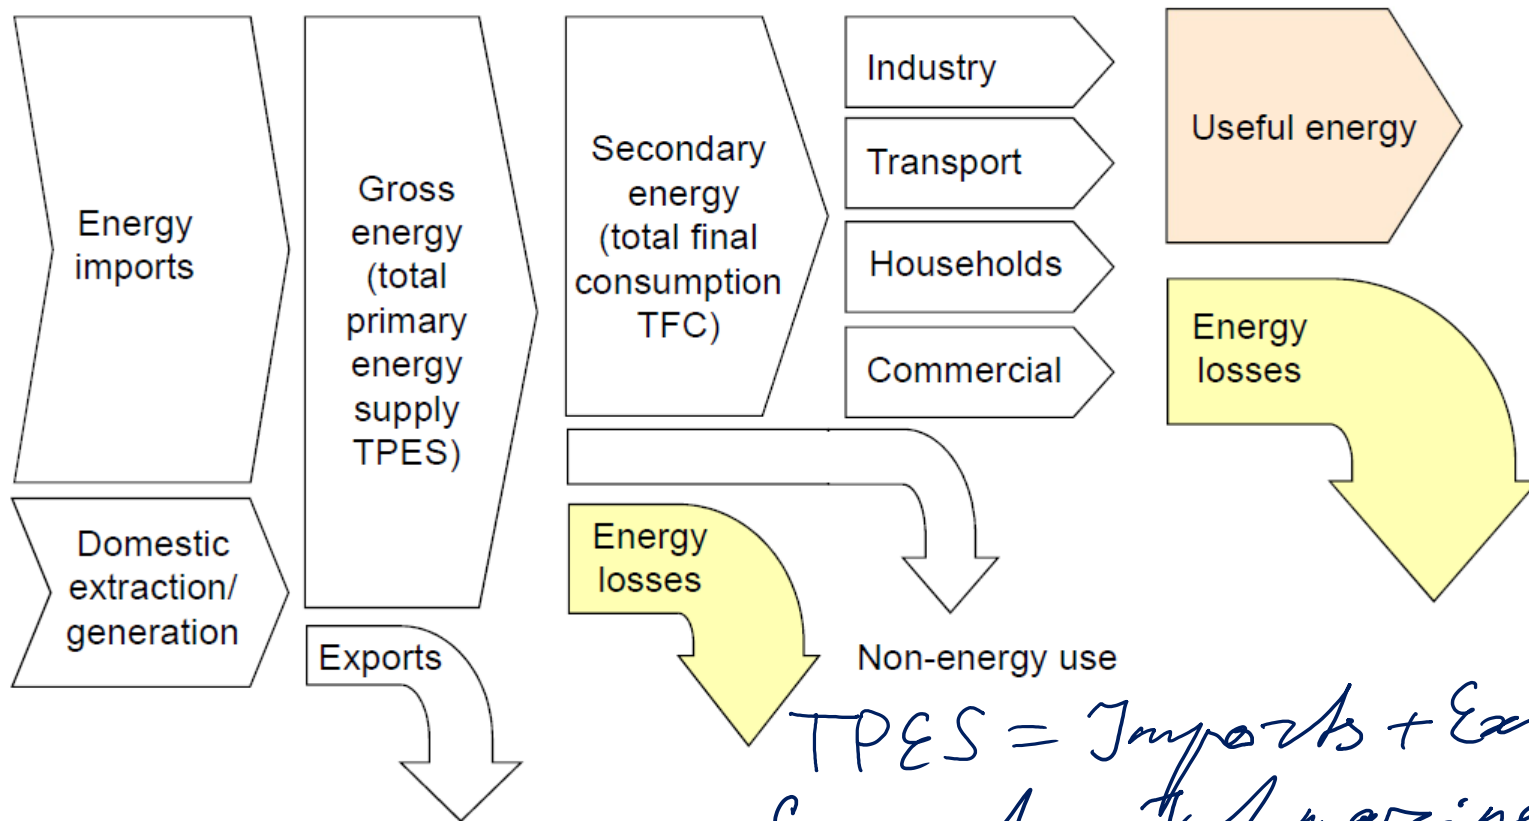 Energy
imports
Domestic
extraction/
generation
Gross
energy
(total
primary
energy
supply
TPES)
Exports
Secondary
energy
(total final
consumption
TFC)
Energy
losses
Industry
Transport
Households
Commercial
Non-energy use
Useful energy
Energy
losses
TPES = Imports + Ex